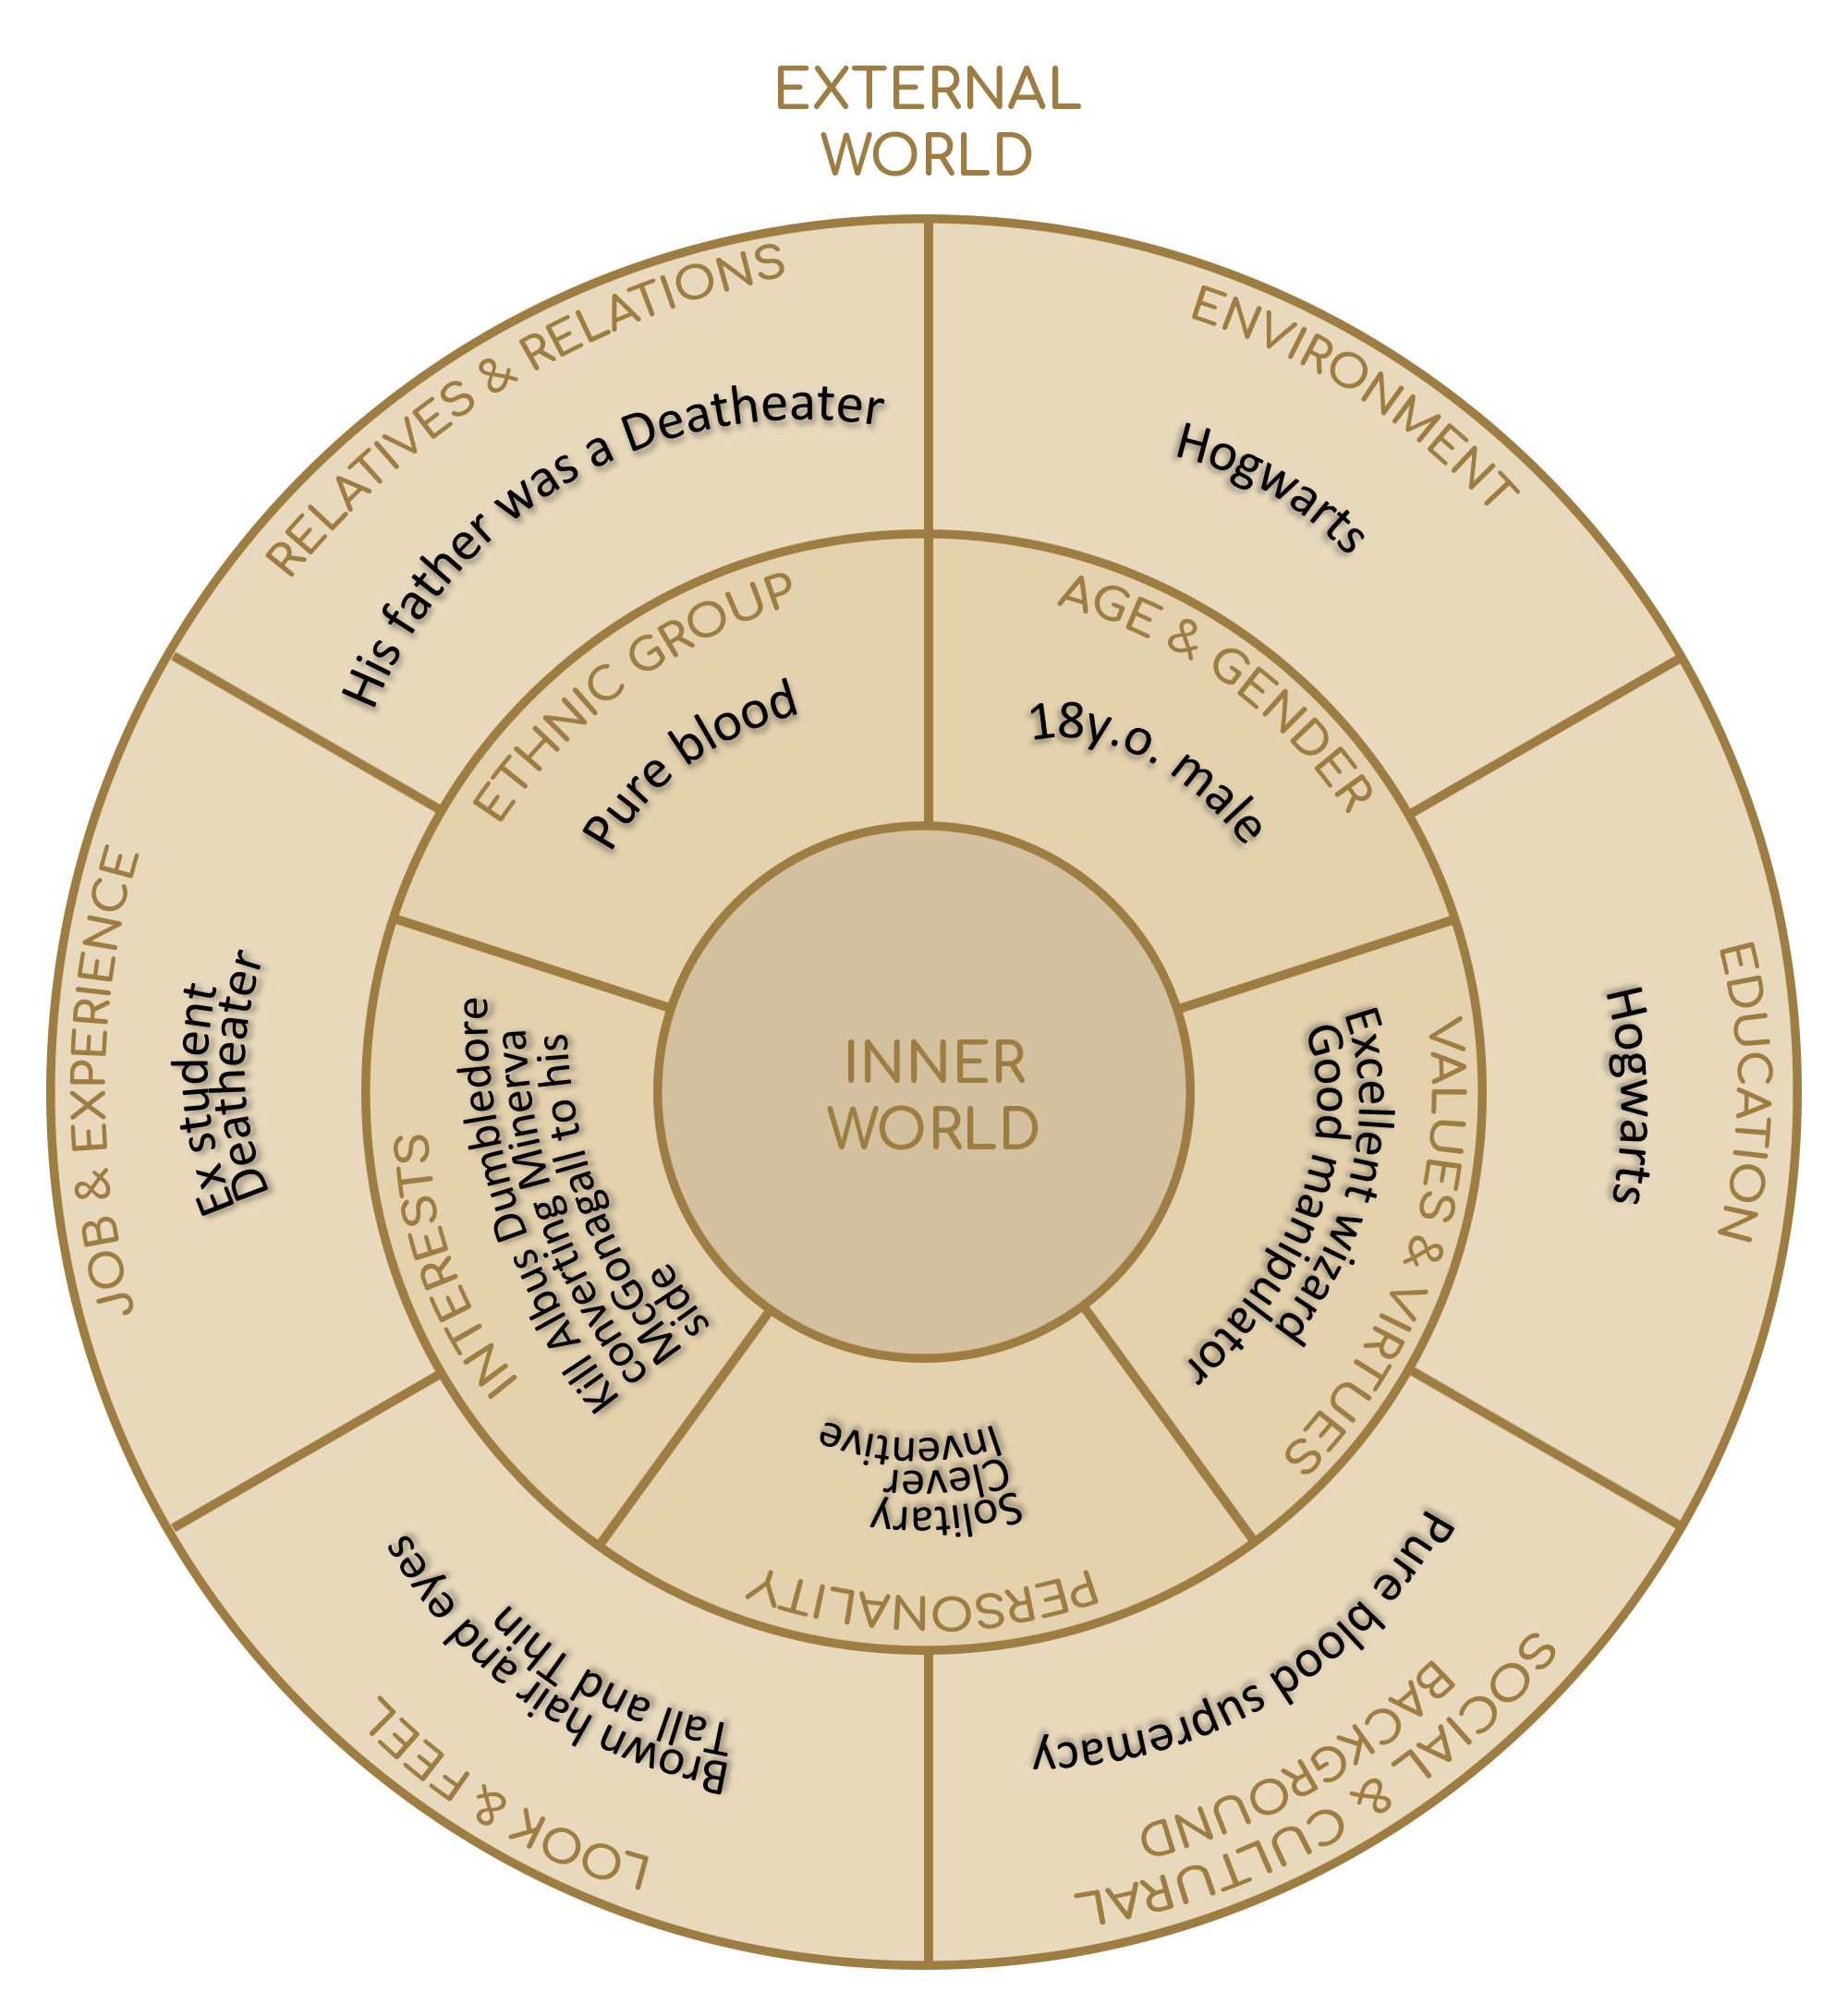 EXTERNAL
WORLD
RELATIVES & RELATIONS
His father was a Deatheater
ENVIRONMENT
Hogwarts
EDUCATION
Hogwarts
SOCIAL & CULTURAL
BACKGROUND
Pure blood supremacy
LOOK & FEEL
Brown hair and eyes
Tall and Thin
JOB & EXPERIENCE
Ex student
Deatheater
ETHNIC GROUP
Pure blood
AGE & GENDER
18y.o. male
VALUES & VIRTUES
Excellent wizard
Good manipulator
PERSONALITY
Solitary
Clever
Inventive
INTERESTS
Kill Albus Dumbledore
converting Minerva
McGonagall to his
side
INNER
WORLD